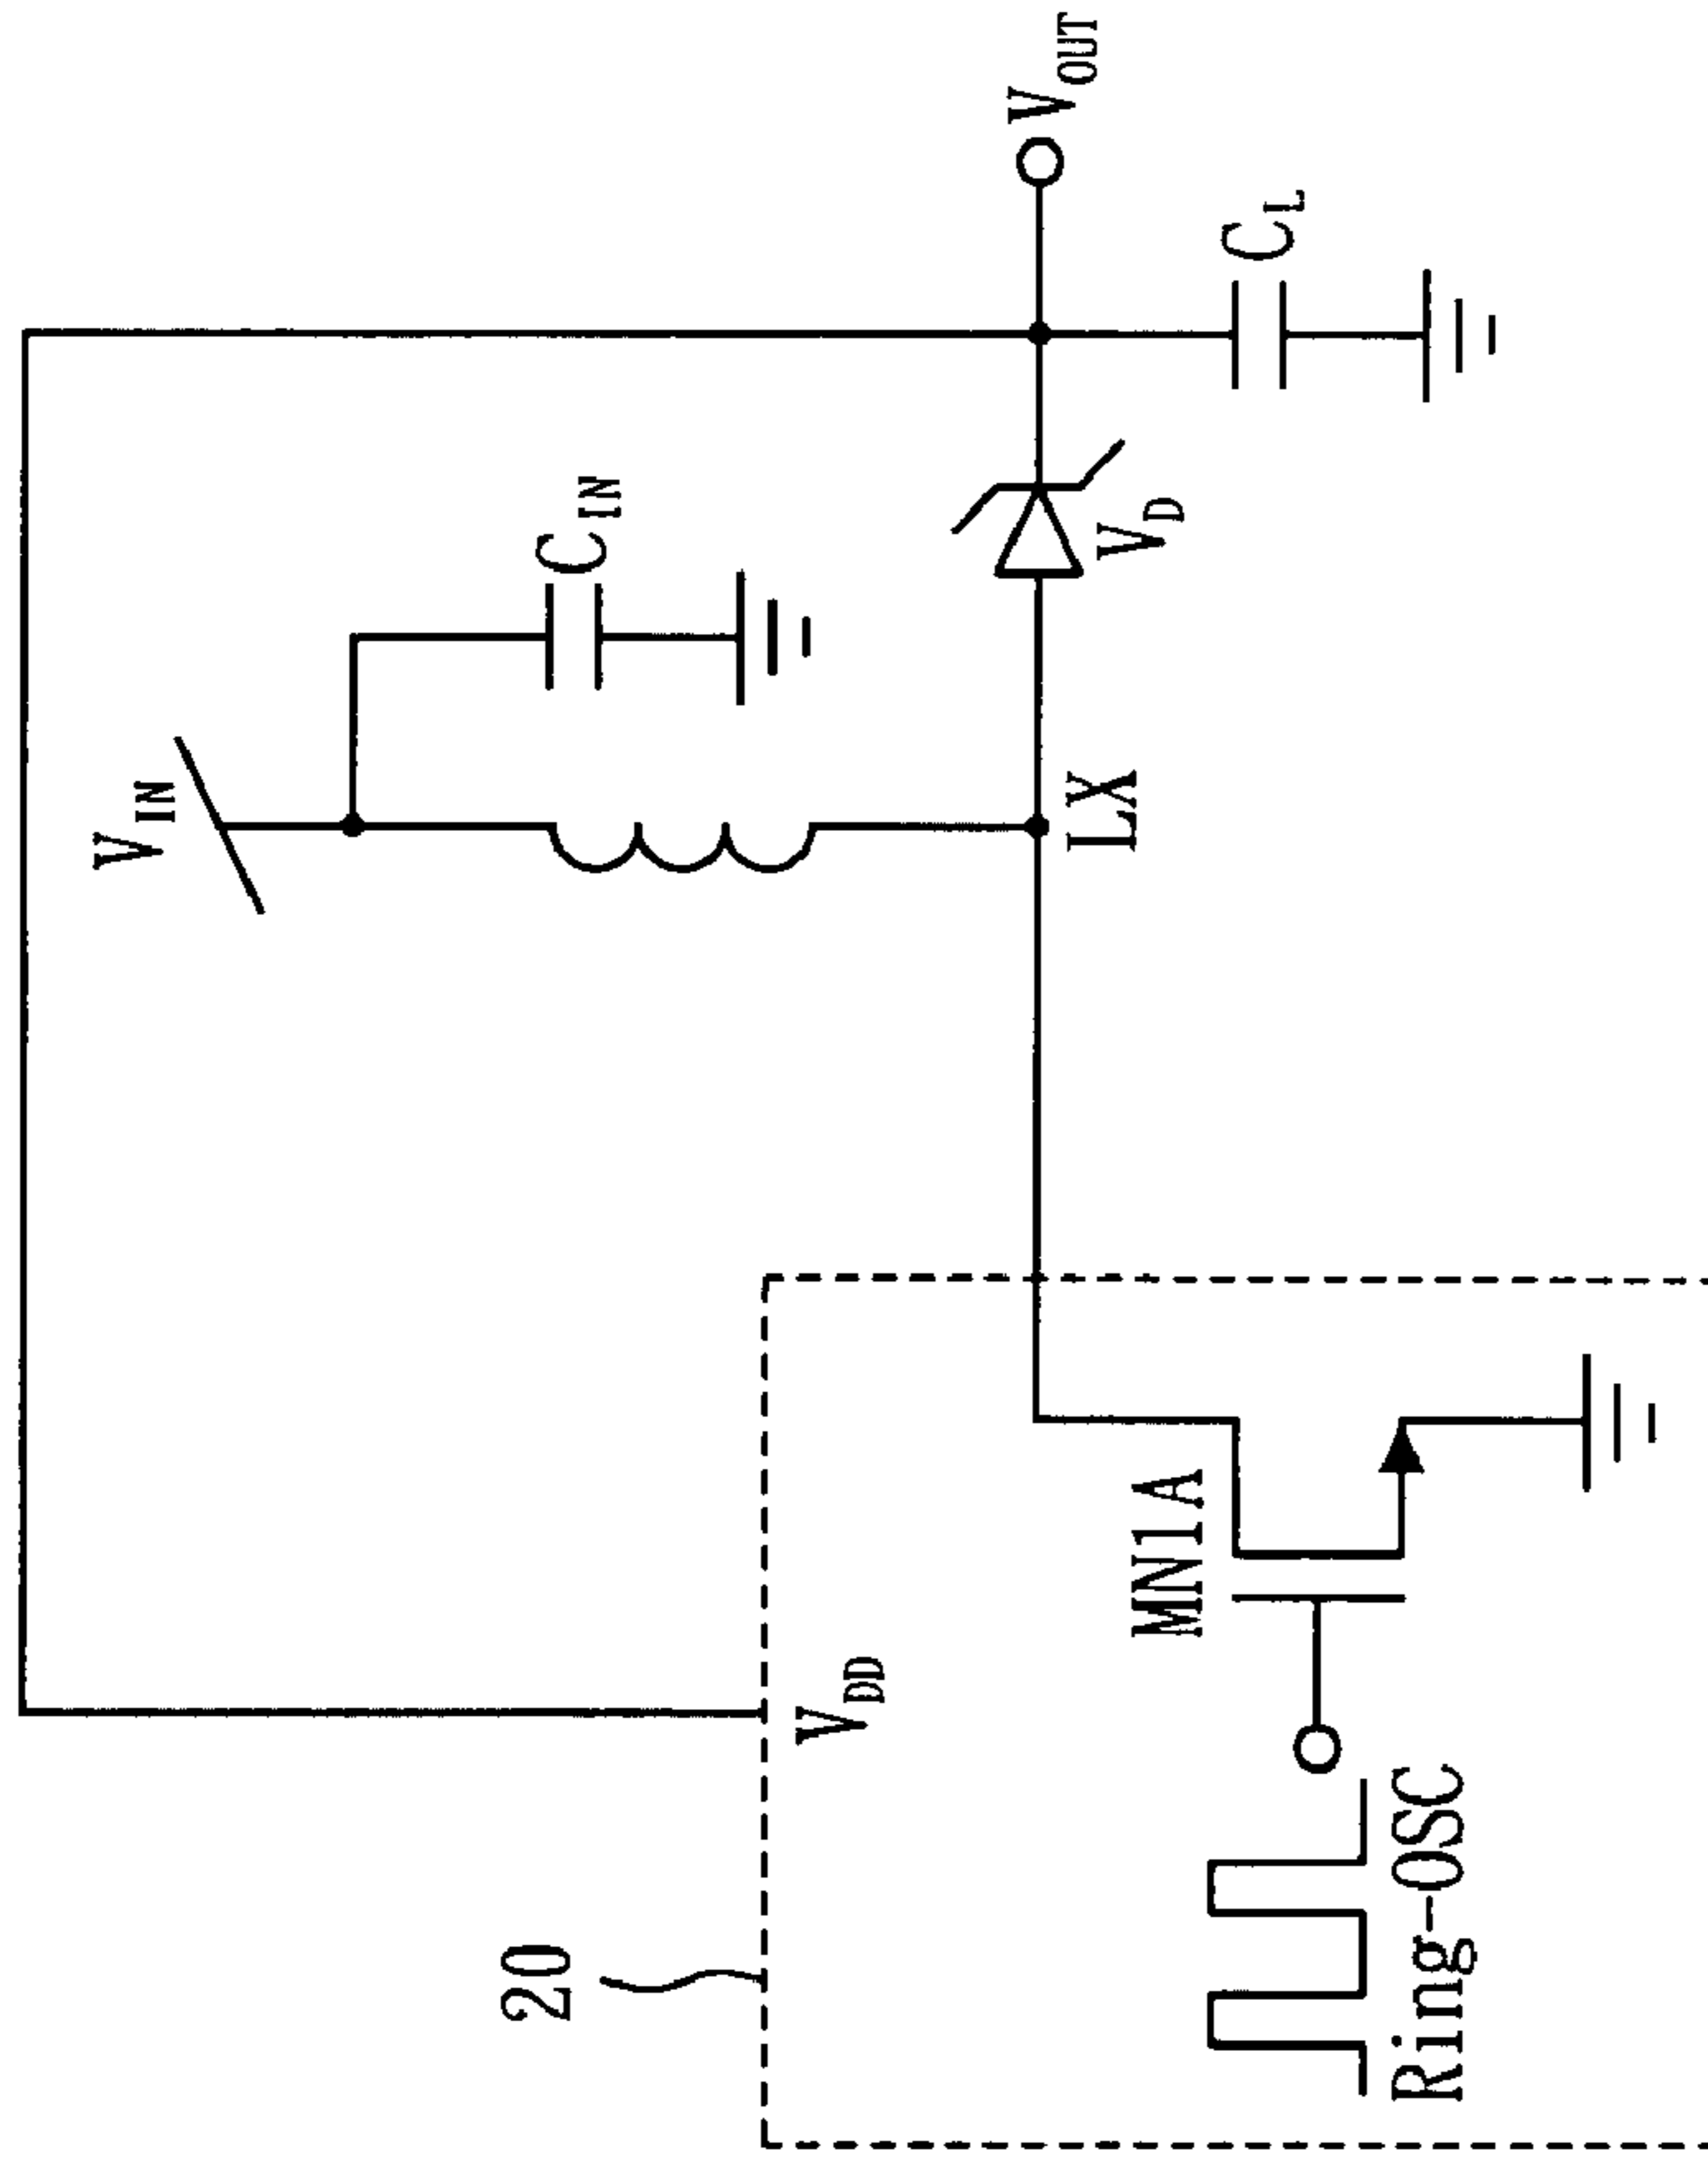 20
V_DD
V_IN
C_IN
V_OUT
C_L
V_D
LX
MN1A
Ring-OSC